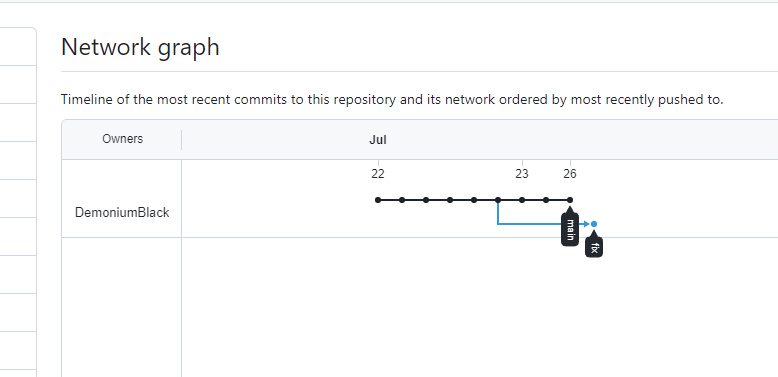 Network graph
Timeline of the most recent commits to this repository and its network ordered by most recently pushed to.
Owners
Jul
22 23 26
DemoniumBlack
main
fix